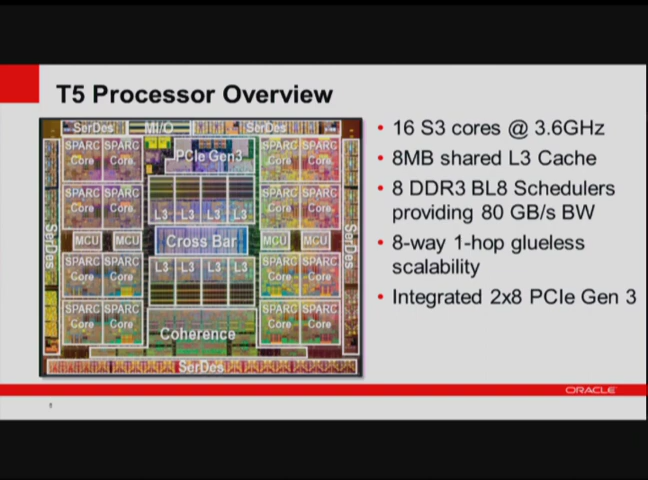 T5 Processor Overview
SerDes MI/O SerDes
SPARC Core SPARC Core PCIe Gen3 SPARC Core SPARC Core
SPARC Core SPARC Core L3 L3 L3 L3 SPARC Core SPARC Core
SerDes MCU MCU Cross Bar MCU MCU SerDes
SPARC Core SPARC Core L3 L3 L3 L3 SPARC Core SPARC Core
SPARC Core SPARC Core Coherence SPARC Core SPARC Core
SerDes
• 16 S3 cores @ 3.6GHz
• 8MB shared L3 Cache
• 8 DDR3 BL8 Schedulers
providing 80 GB/s BW
• 8-way 1-hop glueless
scalability
• Integrated 2x8 PCIe Gen 3
ORACLE